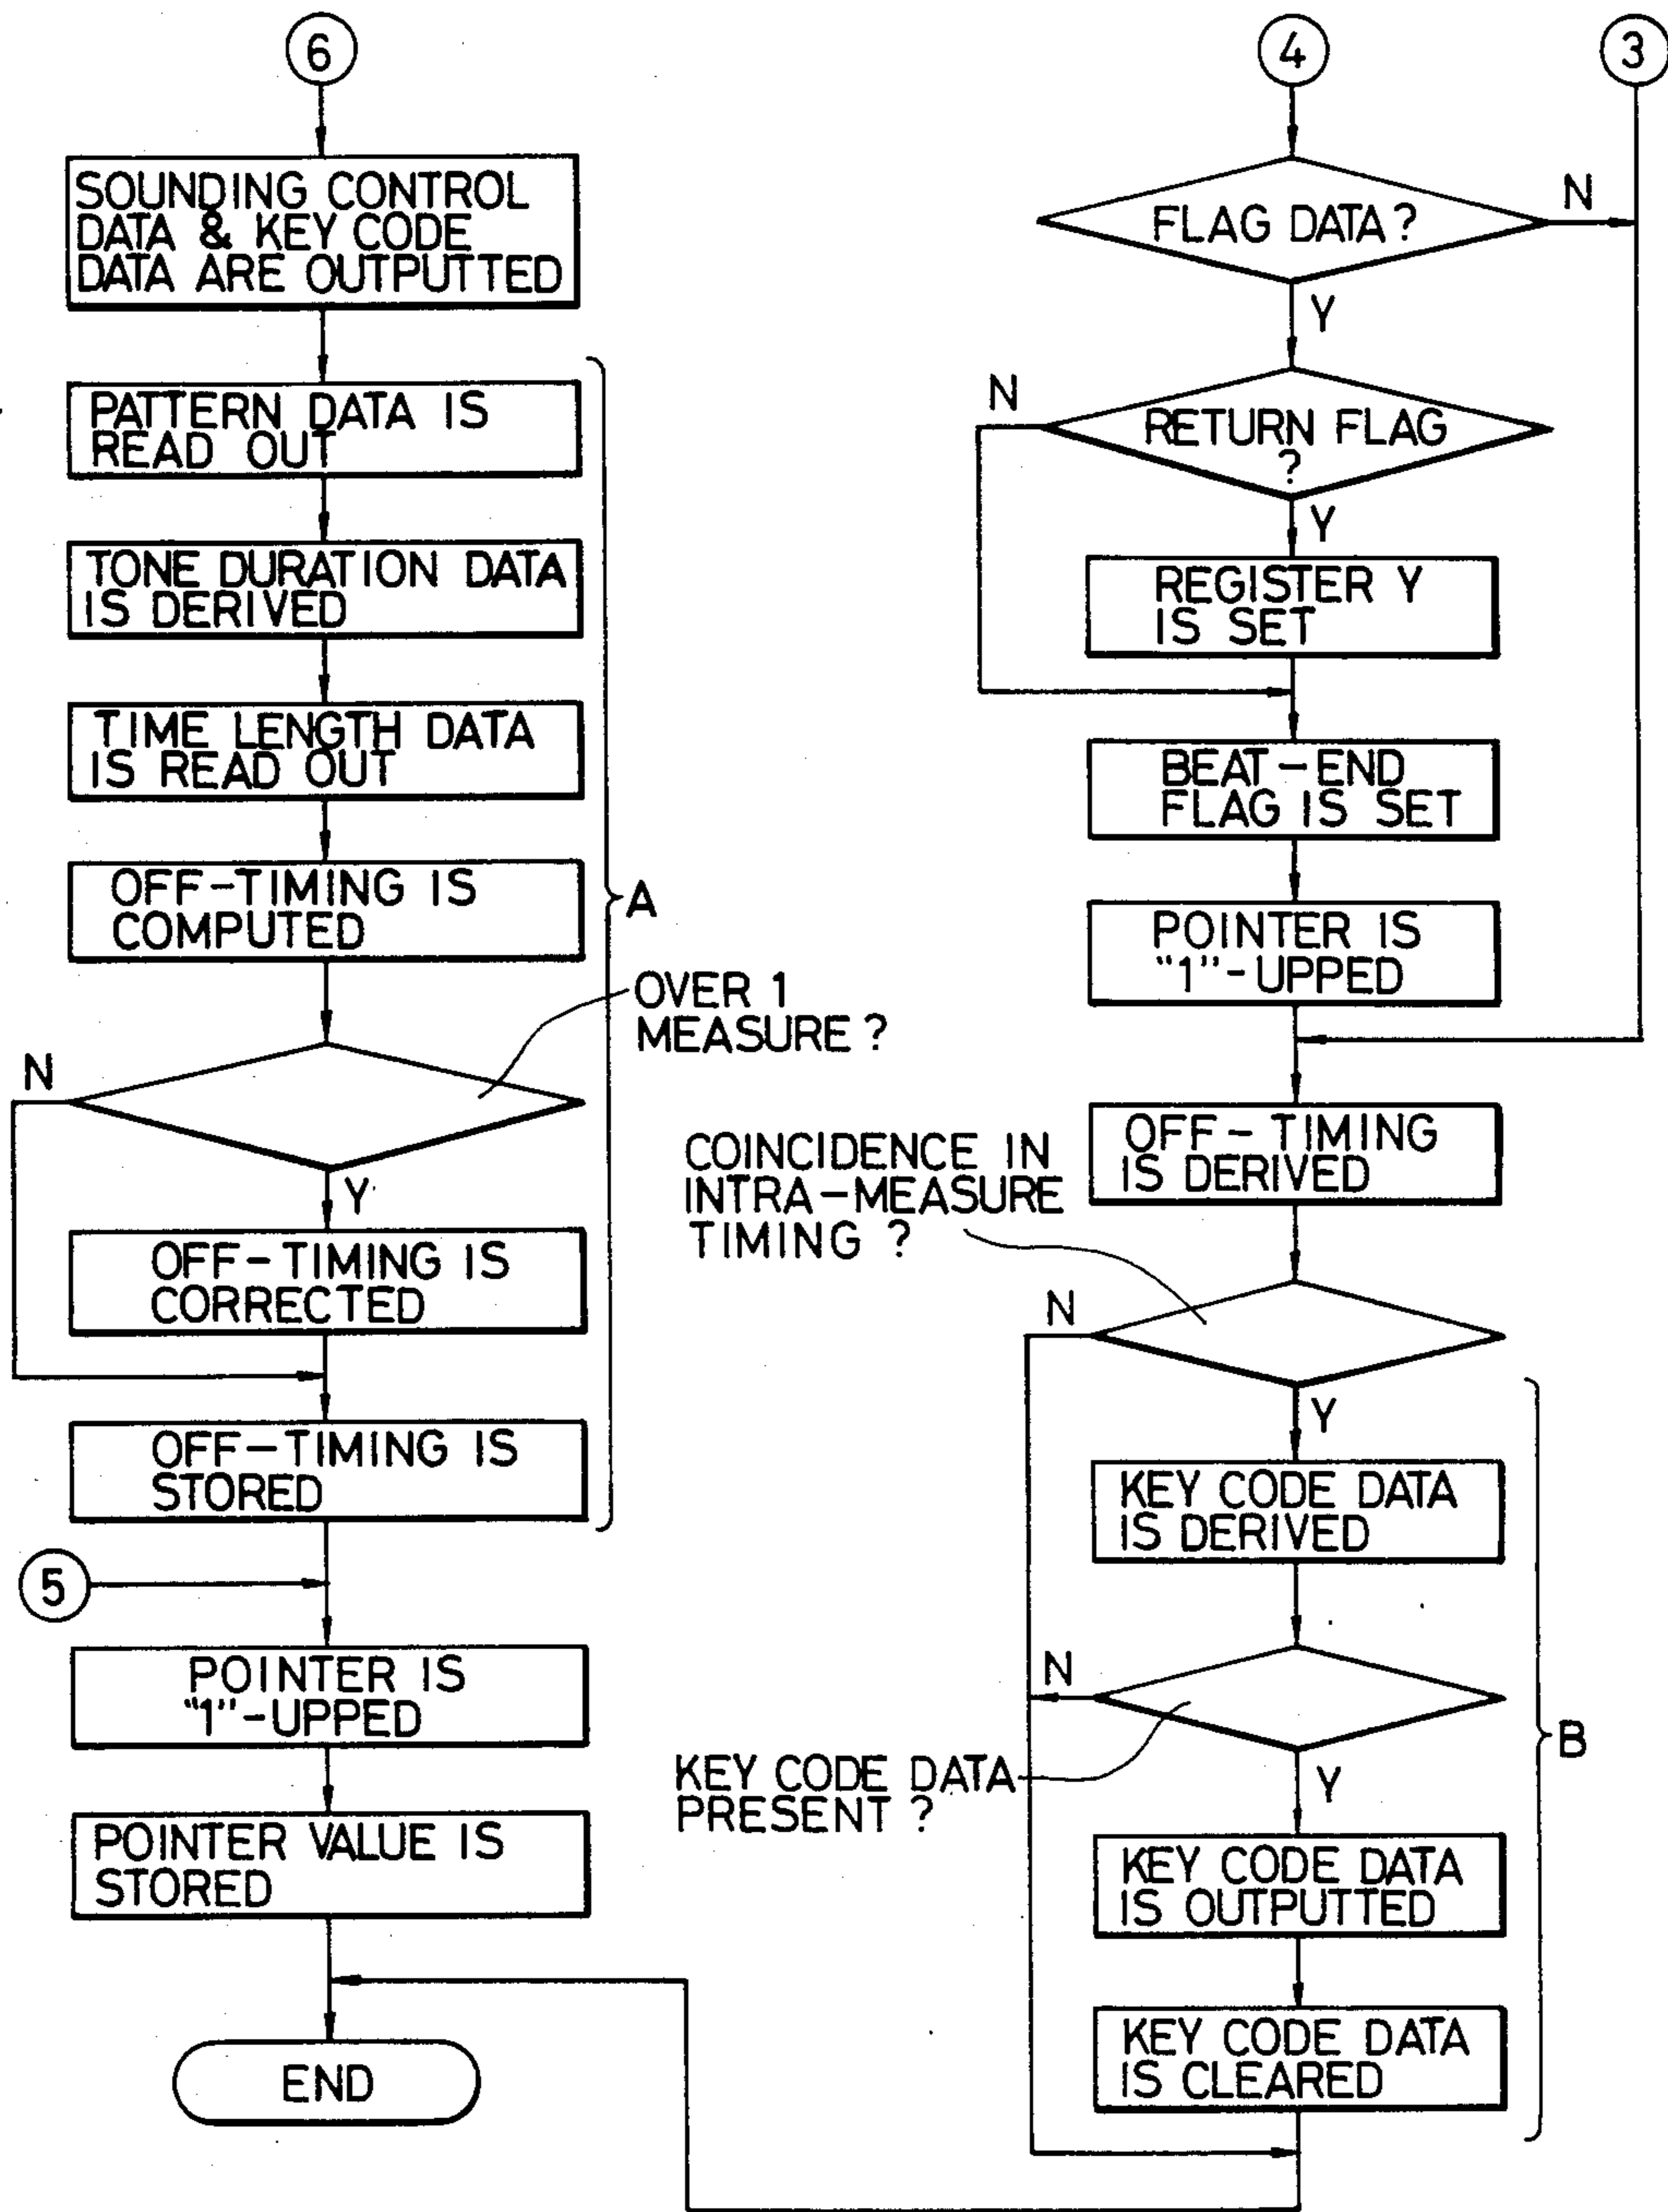 6
SOUNDING CONTROL
DATA & KEY CODE
DATA ARE OUTPUTTED
PATTERN DATA IS
READ OUT
TONE DURATION DATA
IS DERIVED
TIME LENGTH DATA
IS READ OUT
OFF-TIMING IS
COMPUTED
A
OVER 1
MEASURE?
N
Y
OFF-TIMING IS
CORRECTED
OFF-TIMING IS
STORED
5
POINTER IS
"1"-UPPED
POINTER VALUE IS
STORED
END
4
3
FLAG DATA?
N
Y
RETURN FLAG
?
N
Y
REGISTER Y
IS SET
BEAT-END
FLAG IS SET
POINTER IS
"1"-UPPED
OFF-TIMING
IS DERIVED
COINCIDENCE IN
INTRA-MEASURE
TIMING?
N
Y
KEY CODE DATA
IS DERIVED
N
KEY CODE DATA
PRESENT?
Y
B
KEY CODE DATA
IS OUTPUTTED
KEY CODE DATA
IS CLEARED